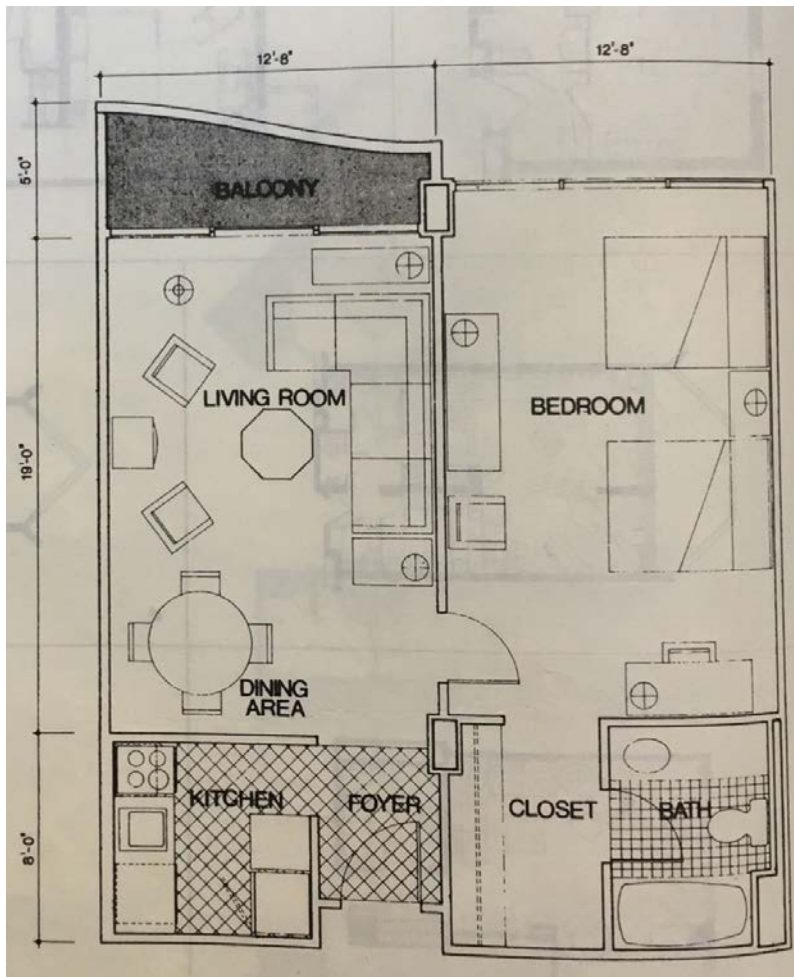 12'-8"
12'-8"
5'-0"
BALCONY
19'-0"
LIVING ROOM
BEDROOM
DINING
AREA
8'-0"
KITCHEN
FOYER
CLOSET
BATH